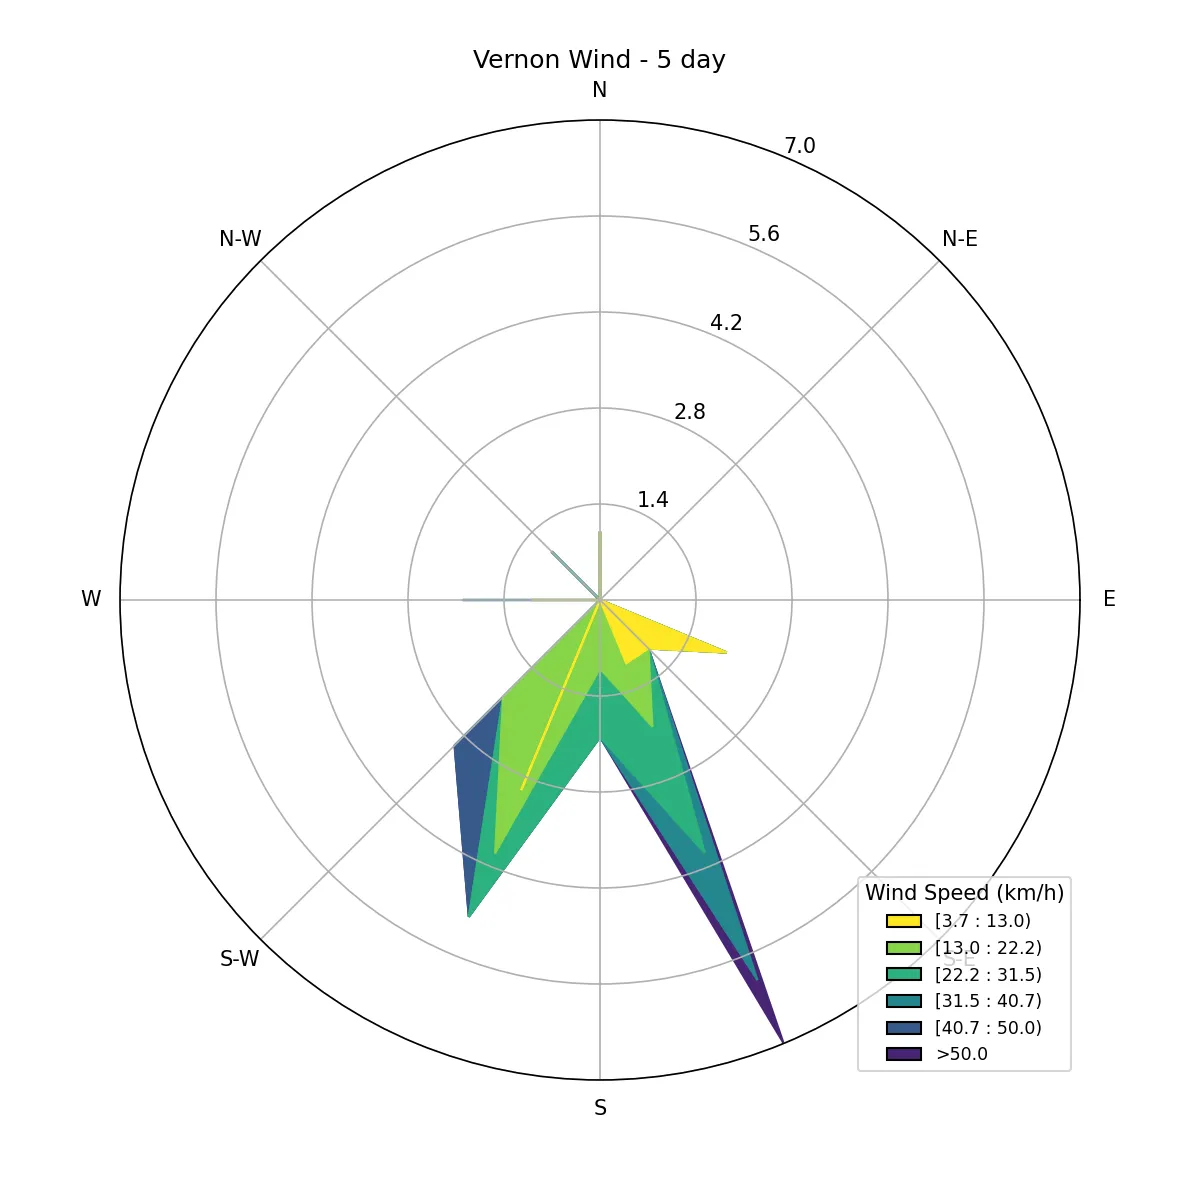 Vernon Wind - 5 day
N
7.0
N-W
5.6
N-E
4.2
2.8
1.4
W
E
S-W
S-E
S
Wind Speed (km/h)
[3.7 : 13.0)
[13.0 : 22.2)
[22.2 : 31.5)
[31.5 : 40.7)
[40.7 : 50.0)
>50.0